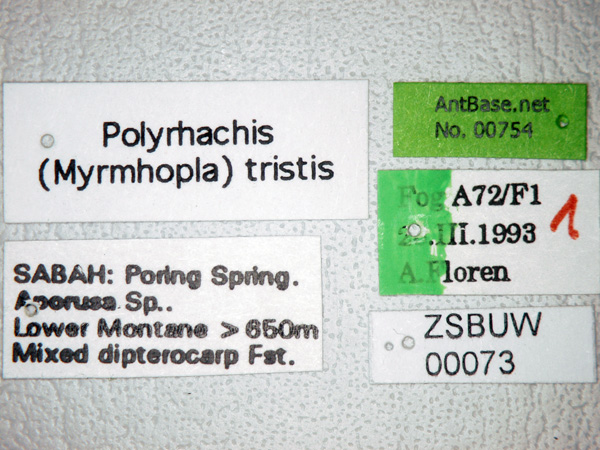 Polyrhachis
(Myrmhopla) tristis
AntBase.net
No. 00754
Fog A72/F1
.III.1993
A.Floren
1
SABAH: Poring Spring.
Aporusa Sp..
Lower Montane > 650m
Mixed dipterocarp Fst.
ZSBUW
00073